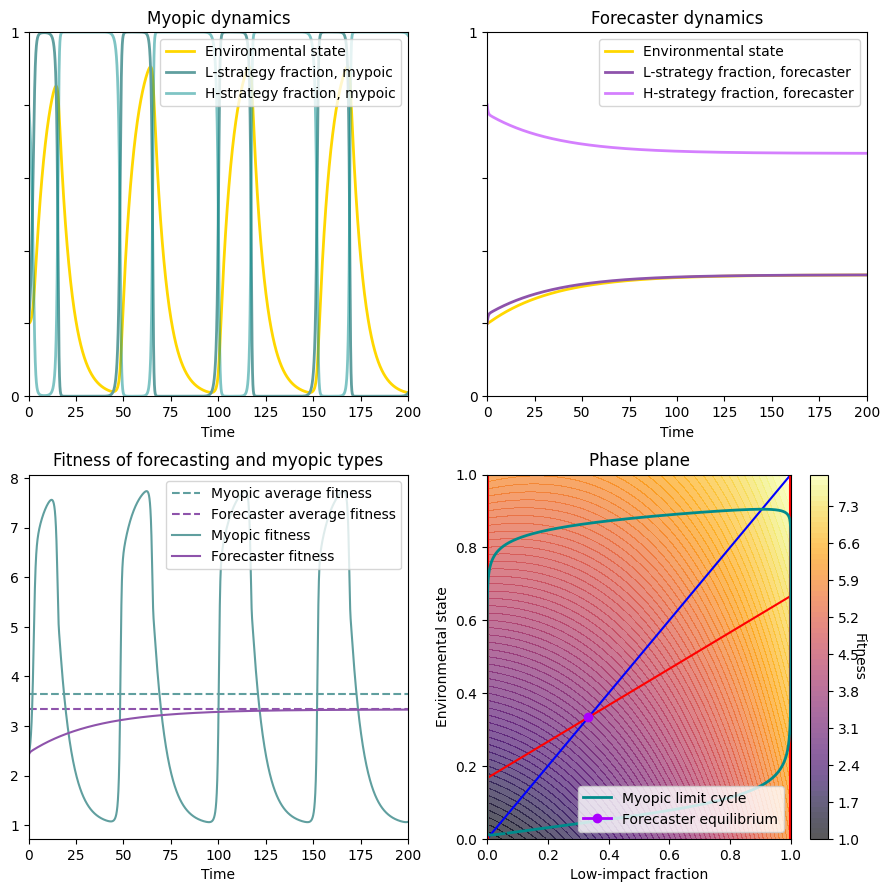 Myopic dynamics
1
0
Environmental state
L-strategy fraction, mypoic
H-strategy fraction, mypoic
0 25 50 75 100 125 150 175 200
Time
Forecaster dynamics
1
0
Environmental state
L-strategy fraction, forecaster
H-strategy fraction, forecaster
0 25 50 75 100 125 150 175 200
Time
Fitness of forecasting and myopic types
8
7
6
5
4
3
2
1
Myopic average fitness
Forecaster average fitness
Myopic fitness
Forecaster fitness
0 25 50 75 100 125 150 175 200
Time
Phase plane
Environmental state
1.0
0.8
0.6
0.4
0.2
0.0
Myopic limit cycle
Forecaster equilibrium
0.0 0.2 0.4 0.6 0.8 1.0
Low-impact fraction
7.3
6.6
5.9
5.2
4.5
3.8
3.1
2.4
1.7
1.0
Fitness